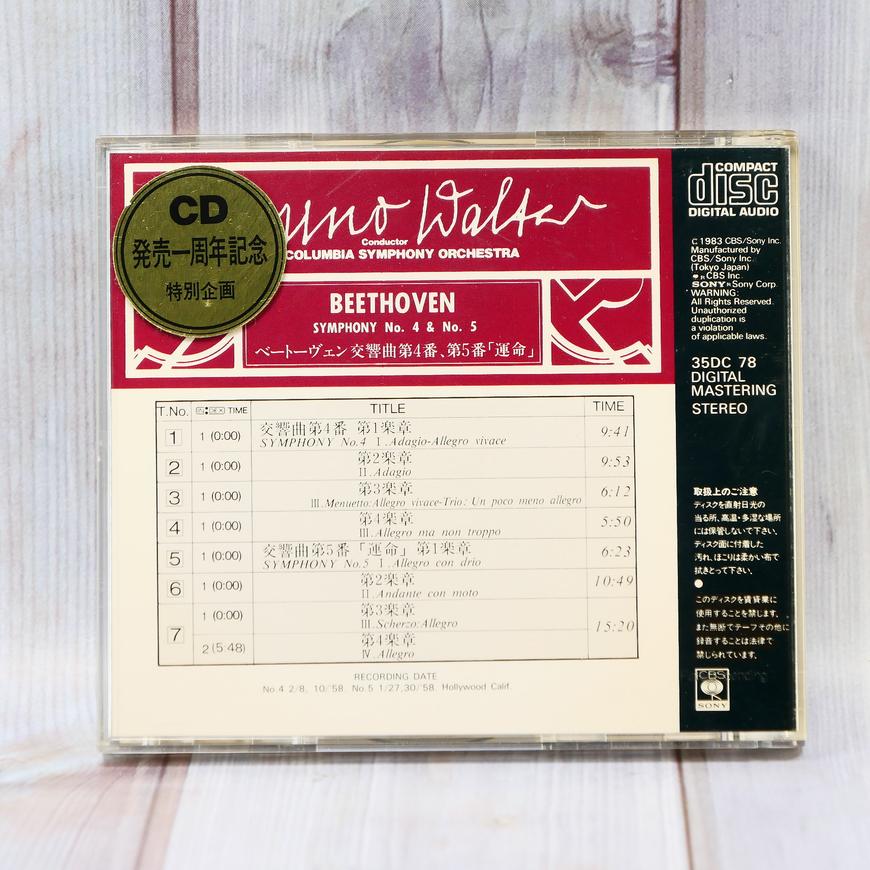 CD
発売一周年記念
特別企画
Walter
Conductor
COLUMBIA SYMPHONY ORCHESTRA
BEETHOVEN
SYMPHONY No. 4 & No. 5
ベートーヴェン 交響曲第4番、第5番「運命」
T.No. INDEX TIME TITLE TIME
1 1 (0:00) 交響曲第4番 第1楽章 9:41
SYMPHONY No.4 I.Adagio-Allegro vivace
2 1 (0:00) 第2楽章 9:53
II.Adagio
3 1 (0:00) 第3楽章 6:12
III.Menuetto:Allegro vivace-Trio: Un poco meno allegro
4 1 (0:00) 第4楽章 5:50
III.Allegro ma non troppo
5 1 (0:00) 交響曲第5番「運命」第1楽章 6:23
SYMPHONY No.5 I.Allegro con drio
6 1 (0:00) 第2楽章 10:49
II.Andante con moto
7 1 (0:00) 第3楽章 15:20
III.Scherzo:Allegro
2 (5:48) 第4楽章
IV.Allegro
RECORDING DATE
No.4 2/8, 10/'58. No.5 1/27,30/'58. Hollywood Calif.
COMPACT
disc
DIGITAL AUDIO
© 1983 CBS/Sony Inc.
Manufactured by
CBS/Sony Inc.
(Tokyo Japan)
CBS Inc.
SONY Sony Corp.
WARNING:
All Rights Reserved.
Unauthorized
duplication is
a violation
of applicable laws.
35DC 78
DIGITAL
MASTERING
STEREO
取扱上のご注意
ディスクを直射日光の
当る所、高温・多湿な場所
には保管しないで下さい。
ディスク面に付着した
汚れ、ほこりは柔かい布で
拭きとって下さい。
このディスクを賃貸業に
使用することを禁じます。
また無断でテープその他に
録音することは法律で
禁じられています。
CBS
SONY